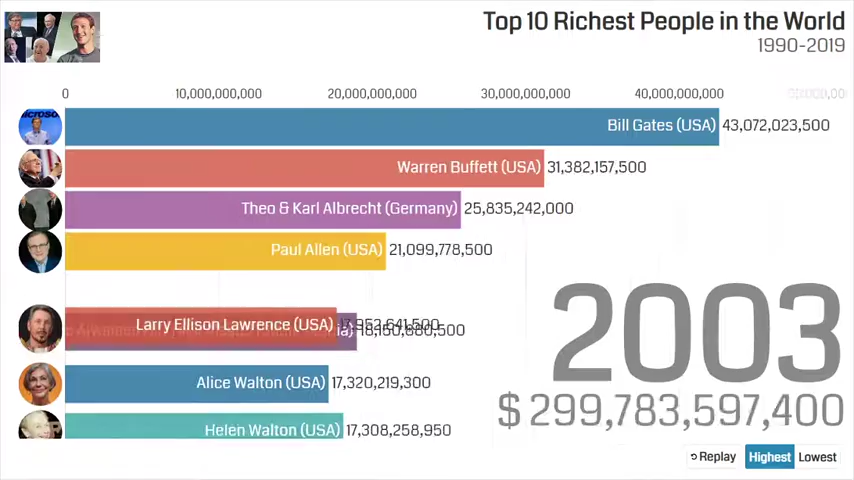 Top 10 Richest People in the World
1990-2019
0 10,000,000,000 20,000,000,000 30,000,000,000 40,000,000,000
Bill Gates (USA) 43,072,023,500
Warren Buffett (USA) 31,382,157,500
Theo & Karl Albrecht (Germany) 25,835,242,000
Paul Allen (USA) 21,099,778,500
Larry Ellison Lawrence (USA)
Alice Walton (USA) 17,320,219,300
Helen Walton (USA) 17,308,258,950
2003
$ 299,783,597,400
Replay Highest Lowest